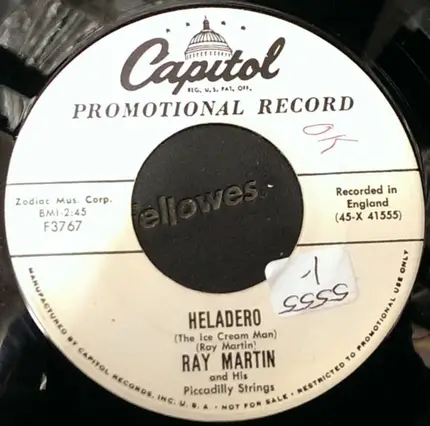 Capitol
REG. U.S. PAT. OFF.
PROMOTIONAL RECORD
OK
Zodiac Mus. Corp.
BMI-2:45
F3767
Recorded in
England
(45-X 41555)
ellowes
5555
HELADERO
(The Ice Cream Man)
(Ray Martin)
RAY MARTIN
and His
Piccadilly Strings
MANUFACTURED BY CAPITOL RECORDS, INC. U.S.A. • NOT FOR SALE • RESTRICTED TO PROMOTIONAL USE ONLY